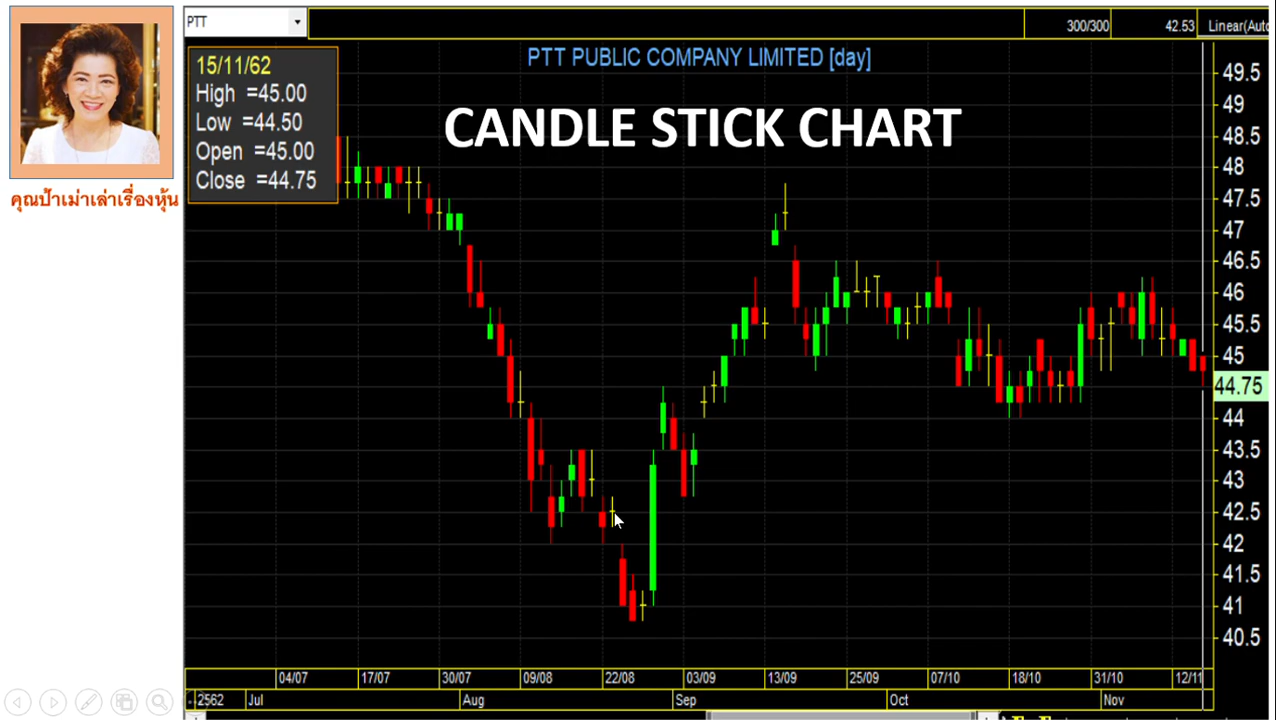 PTT
300/300
42.53
Linear(Auto
PTT PUBLIC COMPANY LIMITED [day]
CANDLE STICK CHART
15/11/62
High =45.00
Low =44.50
Open =45.00
Close =44.75
คุณป้าเม่าเล่าเรื่องหุ้น
49.5
49
48.5
48
47.5
47
46.5
46
45.5
45
44.75
44
43.5
43
42.5
42
41.5
41
40.5
04/07 17/07 30/07 09/08 22/08 03/09 13/09 25/09 07/10 18/10 31/10 12/11
2562 Jul Aug Sep Oct Nov